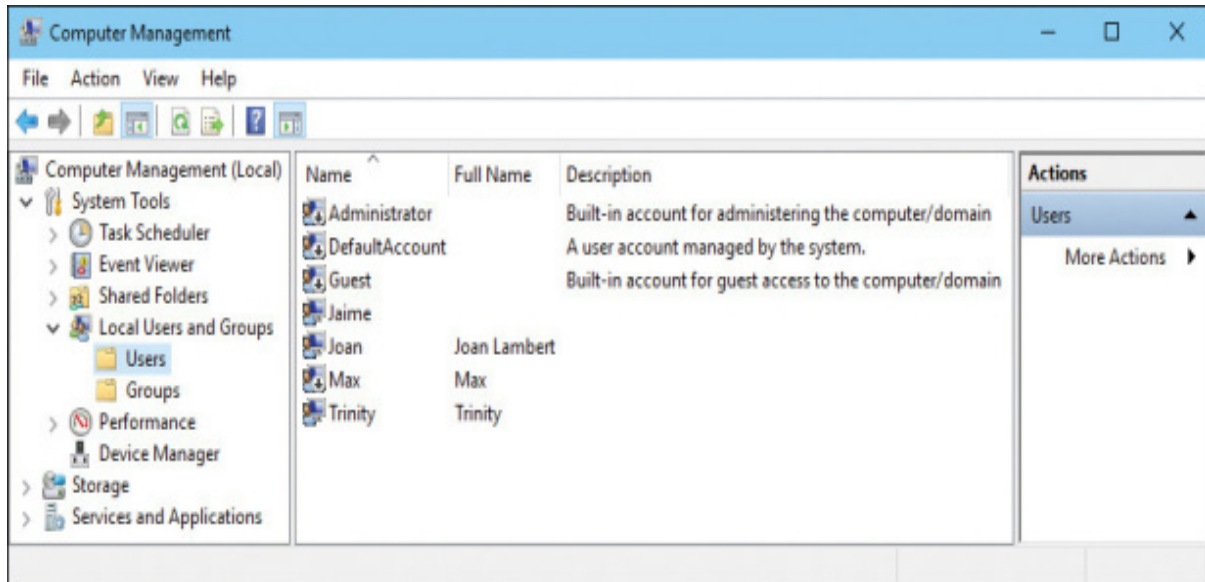 Computer Management
File Action View Help
Computer Management (Local)
System Tools
Task Scheduler
Event Viewer
Shared Folders
Local Users and Groups
Users
Groups
Performance
Device Manager
Storage
Services and Applications
Name Full Name Description
Administrator Built-in account for administering the computer/domain
DefaultAccount A user account managed by the system.
Guest Built-in account for guest access to the computer/domain
Jaime
Joan Joan Lambert
Max Max
Trinity Trinity
Actions
Users
More Actions